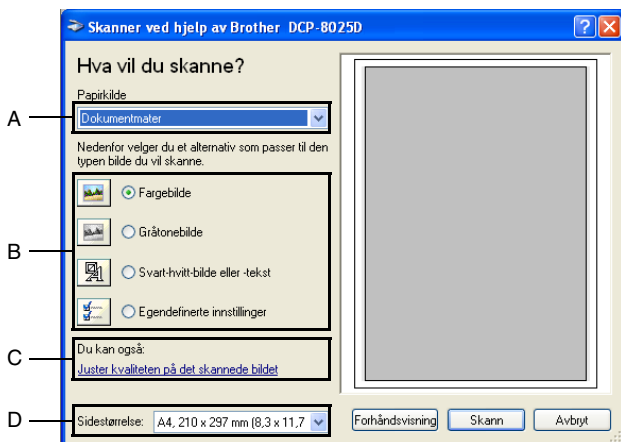 Skanner ved hjelp av Brother DCP-8025D
Hva vil du skanne?
Papirkilde
A
Dokumentmater
Nedenfor velger du et alternativ som passer til den
typen bilde du vil skanne.
Fargebilde
Gråtonebilde
B
Svart-hvitt-bilde eller -tekst
Egendefinerte innstillinger
Du kan også:
C
Juster kvaliteten på det skannede bildet
D
Sidestørrelse: A4, 210 x 297 mm (8,3 x 11,7
Forhåndsvisning Skann Avbryt